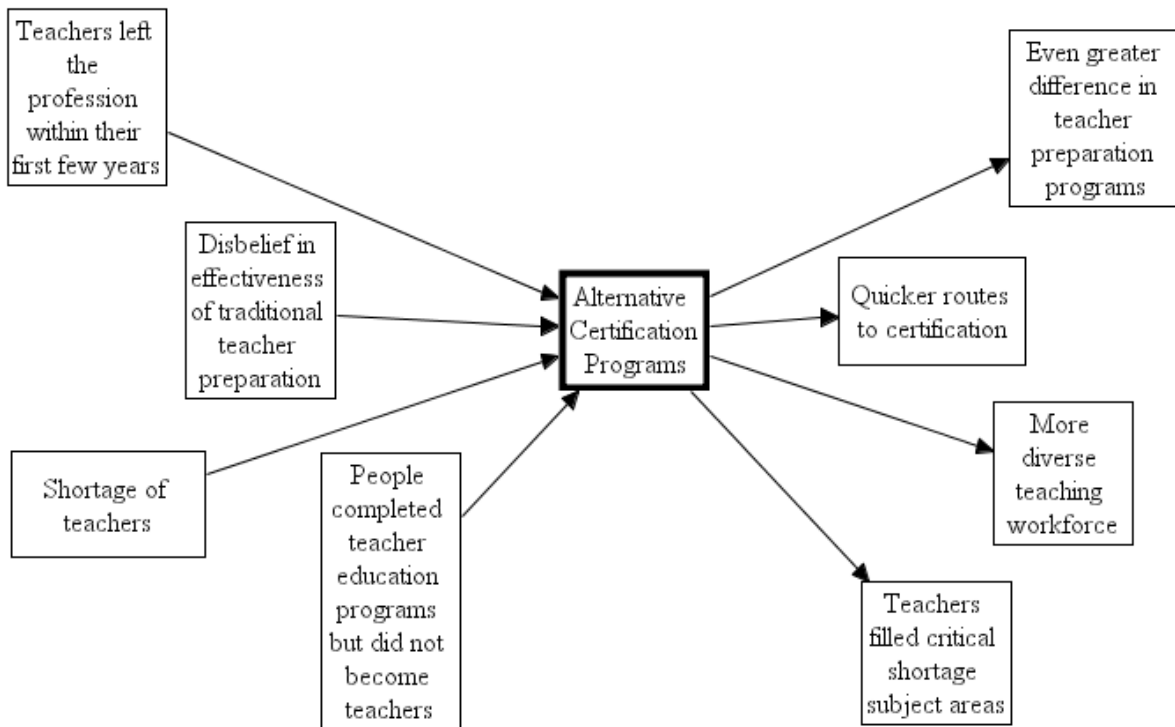 Teachers left
the
profession
within their
first few years
Disbelief in
effectiveness
of traditional
teacher
preparation
Shortage of
teachers
People
completed
teacher
education
programs
but did not
become
teachers
Alternative
Certification
Programs
Even greater
difference in
teacher
preparation
programs
Quicker routes
to certification
More
diverse
teaching
workforce
Teachers
filled critical
shortage
subject areas